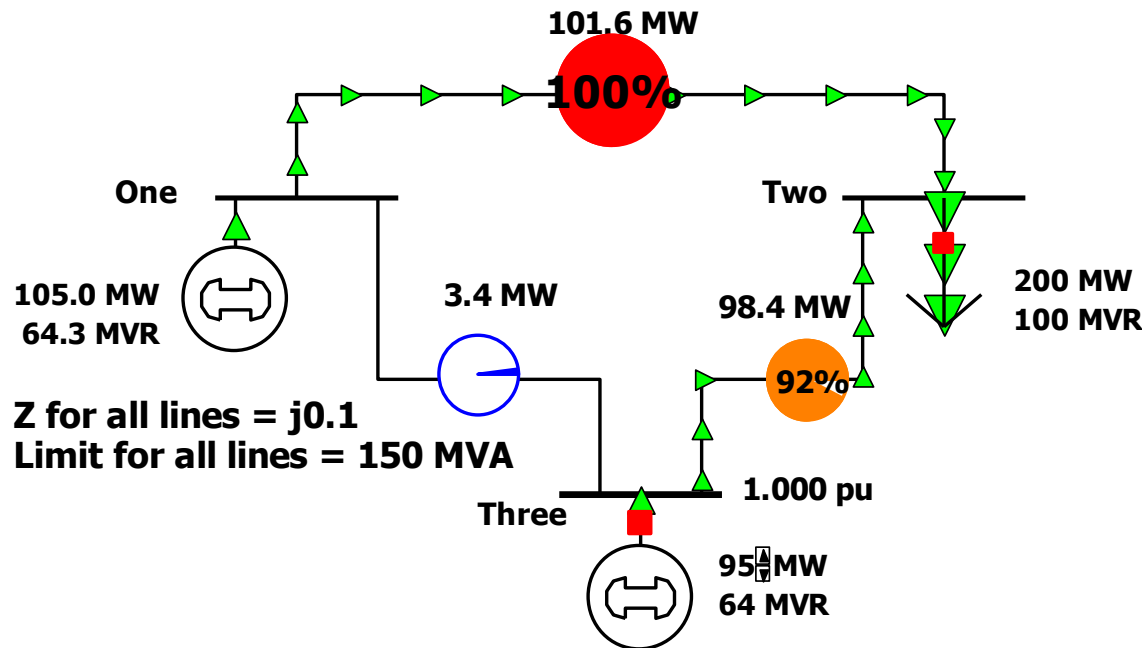 101.6 MW
100%
One
Two
105.0 MW
64.3 MVR
3.4 MW
98.4 MW
200 MW
100 MVR
92%
Z for all lines = j0.1
Limit for all lines = 150 MVA
Three
1.000 pu
95 MW
64 MVR